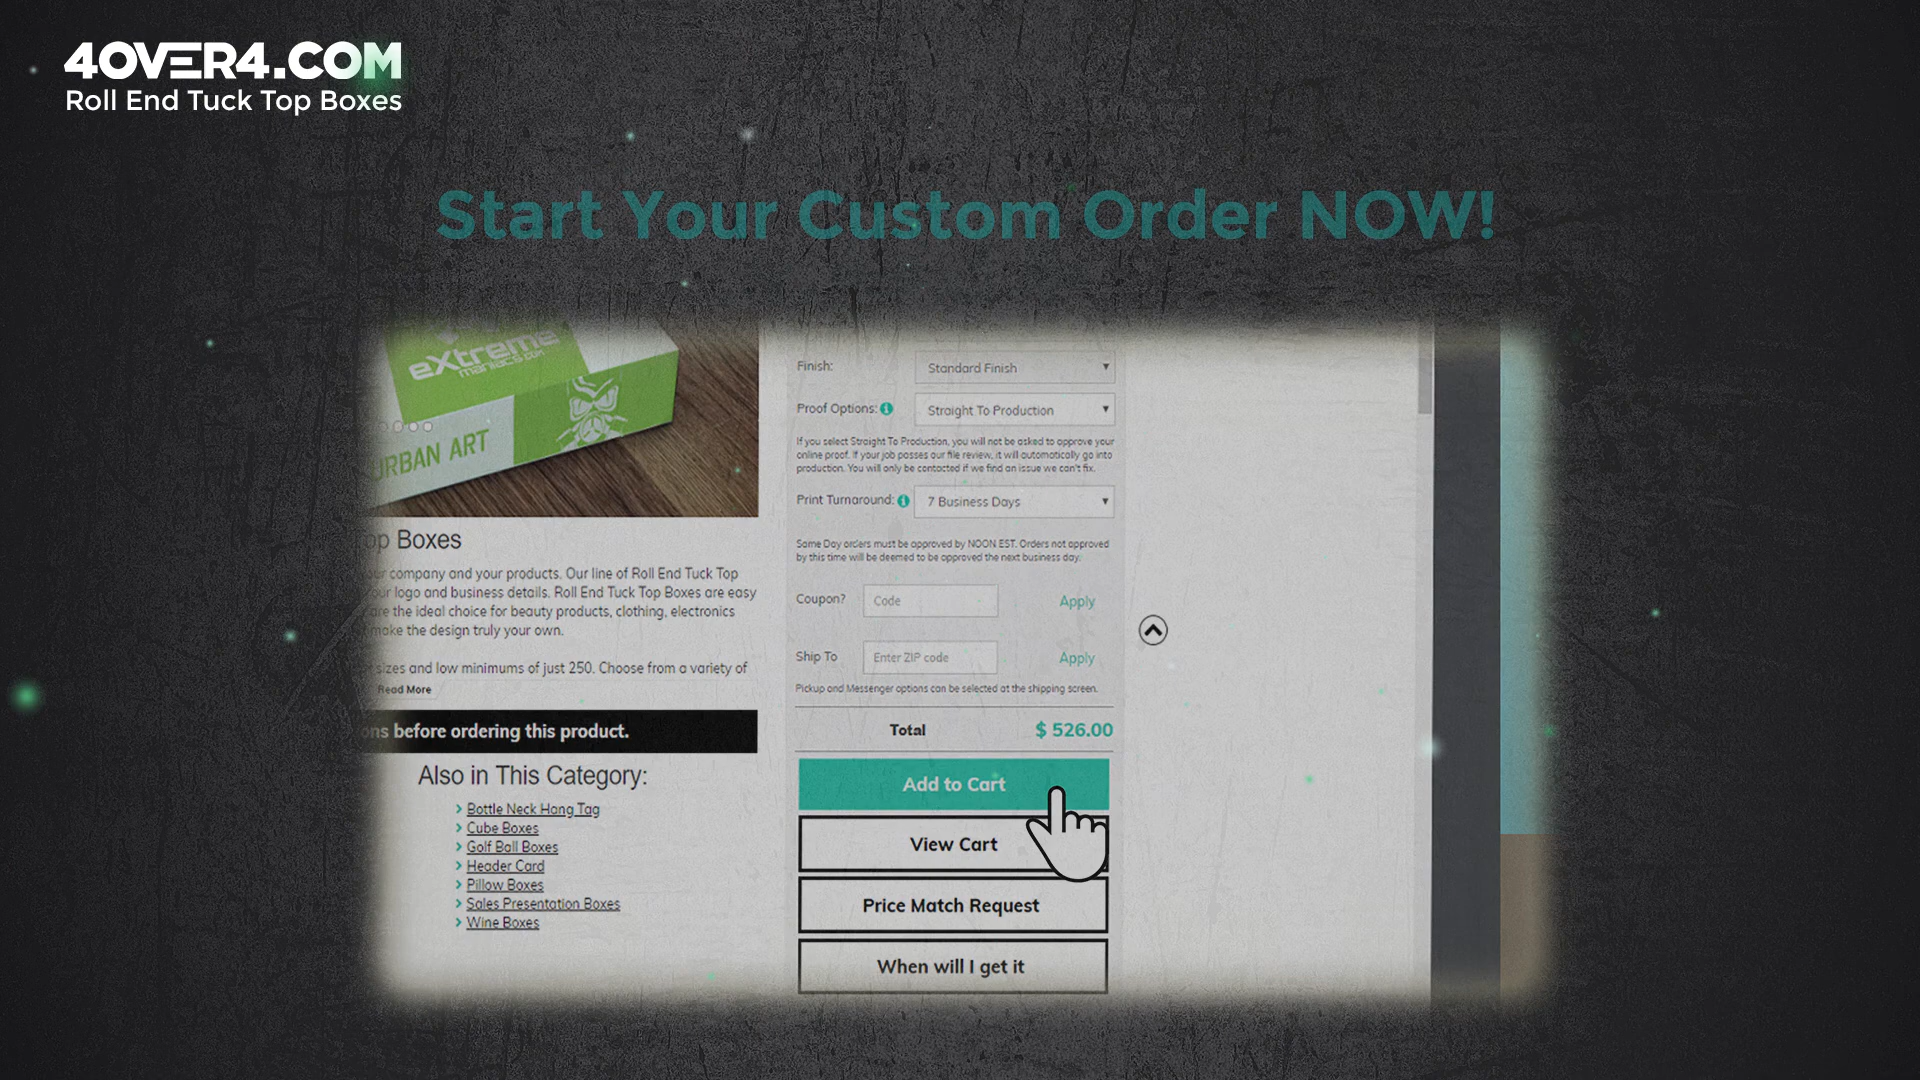 4OVER4.COM
Roll End Tuck Top Boxes
Start Your Custom Order NOW!
eXtreme
maniacs.com
URBAN ART
Finish:
Standard Finish
Proof Options:
Straight To Production
If you select Straight To Production, you will not be asked to approve your
online proof. If your job passes our file review, it will automatically go into
production. You will only be contacted if we find an issue we can't fix.
Print Turnaround:
7 Business Days
Same Day orders must be approved by NOON EST. Orders not approved
by this time will be deemed to be approved the next business day.
Coupon?
Code
Apply
Ship To
Enter ZIP code
Apply
Pickup and Messenger options can be selected at the shipping screen.
Total
$ 526.00
Add to Cart
View Cart
Price Match Request
When will I get it
op Boxes
our company and your products. Our line of Roll End Tuck Top
our logo and business details. Roll End Tuck Top Boxes are easy
are the ideal choice for beauty products, clothing, electronics
make the design truly your own.
sizes and low minimums of just 250. Choose from a variety of
Read More
ons before ordering this product.
Also in This Category:
Bottle Neck Hang Tag
Cube Boxes
Golf Ball Boxes
Header Card
Pillow Boxes
Sales Presentation Boxes
Wine Boxes